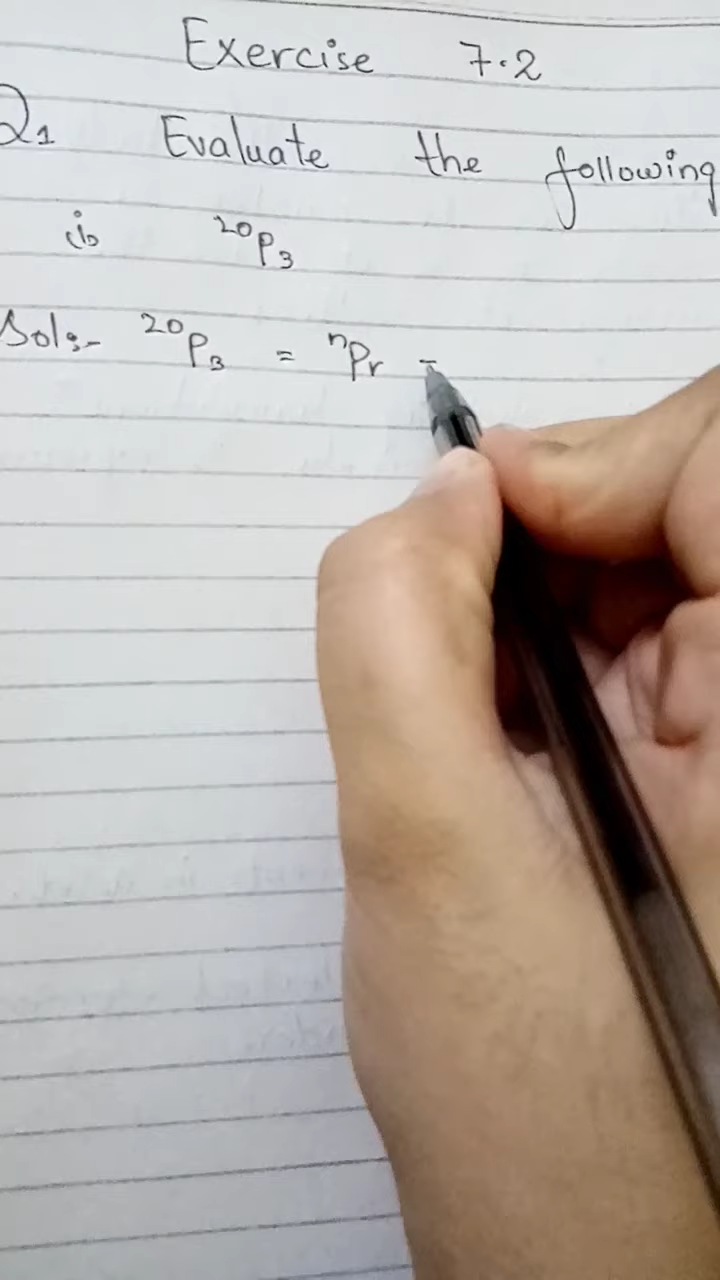 Exercise 7.2
Q1 Evaluate the following
i) ²⁰P₃
Sol:- ²⁰P₃ = ⁿPr =